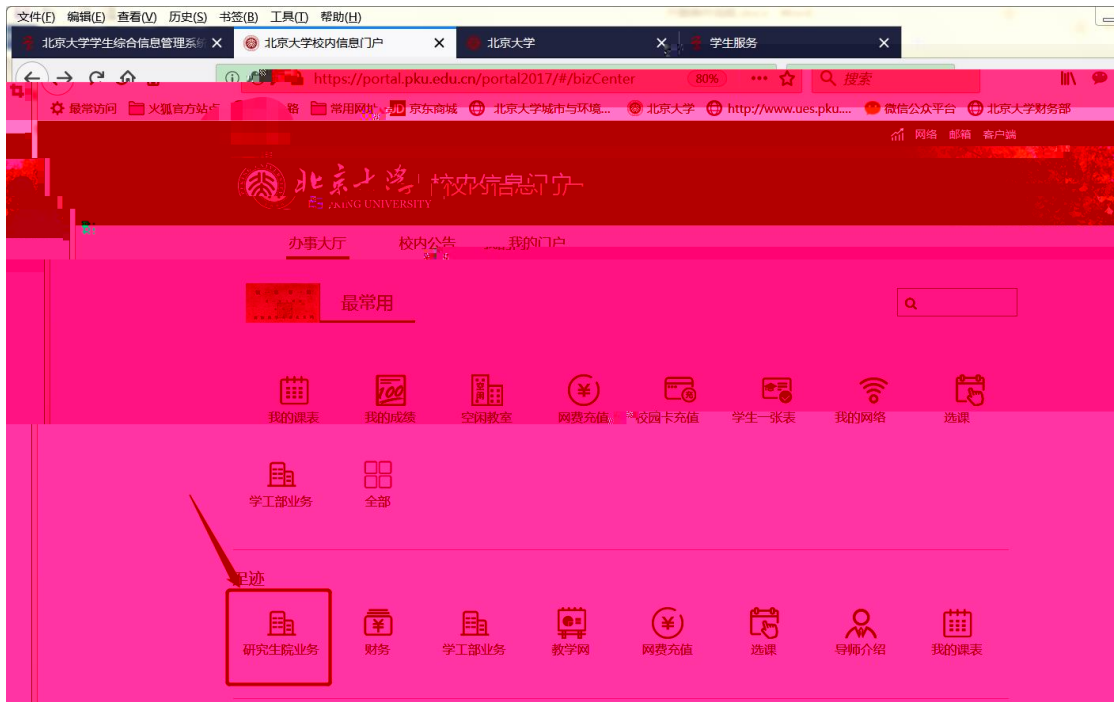 文件(F) 编辑(E) 查看(V) 历史(S) 书签(B) 工具(T) 帮助(H)
北京大学学生综合信息管理系统 北京大学校内信息门户 北京大学 学生服务
https://portal.pku.edu.cn/portal2017/#/bizCenter 80% 搜索
最常访问 火狐官方站点 常用网址 JD 京东商城 北京大学城市与环境... 北京大学 http://www.ues.pku.... 微信公众平台 北京大学财务部
网络 邮箱 客户端
北京大学 校内信息门户
PEKING UNIVERSITY
办事大厅 校内公告 我的门户
最常用
我的课表 我的成绩 空闲教室 网费充值 校园卡充值 学生一张表 我的网络 选课
学工部业务 全部
足迹
研究生院业务 财务 学工部业务 教学网 网费充值 选课 导师介绍 我的课表